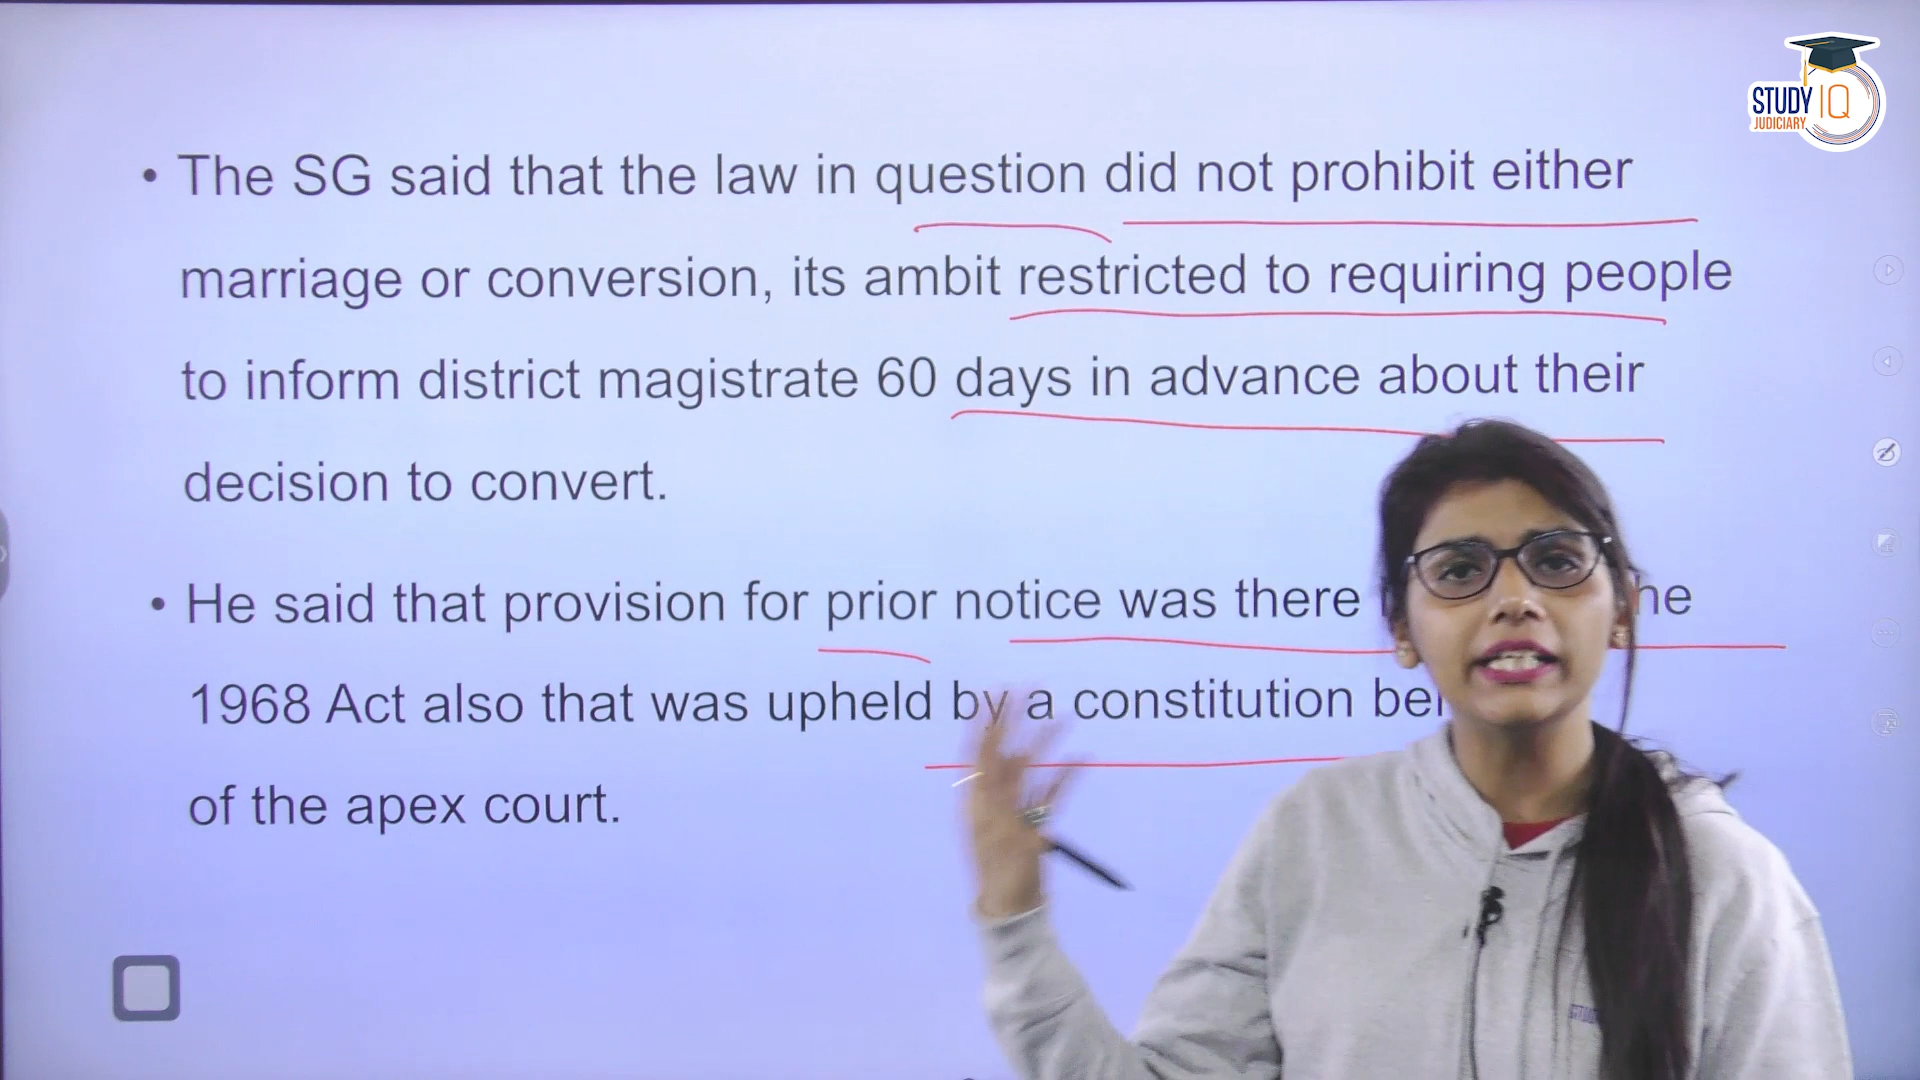 STUDY IQ
JUDICIARY
• The SG said that the law in question did not prohibit either
marriage or conversion, its ambit restricted to requiring people
to inform district magistrate 60 days in advance about their
decision to convert.
• He said that provision for prior notice was there
1968 Act also that was upheld by a constitution
of the apex court.